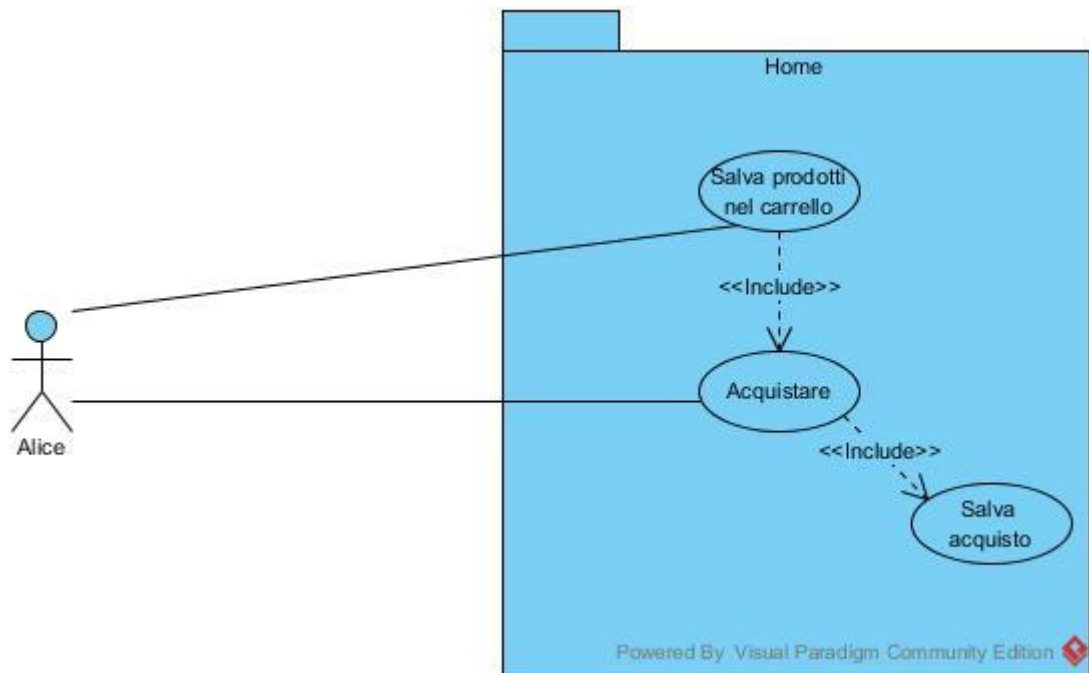 Home
Salva prodotti
nel carrello
<<Include>>
Acquistare
Alice
<<Include>>
Salva
acquisto
Powered By Visual Paradigm Community Edition